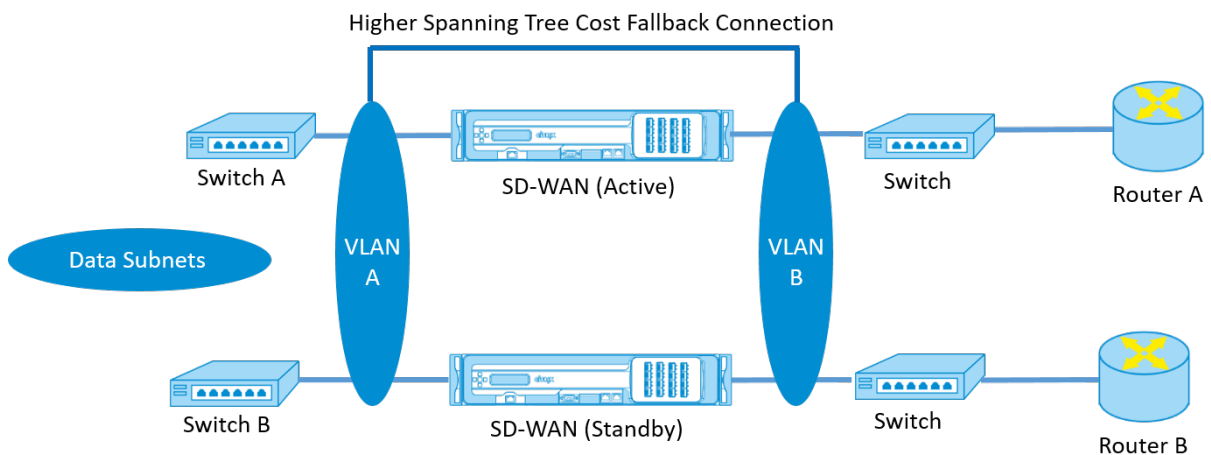 Higher Spanning Tree Cost Fallback Connection
Switch A
SD-WAN (Active)
Switch
Router A
Data Subnets
VLAN
A
VLAN
B
Switch B
SD-WAN (Standby)
Switch
Router B